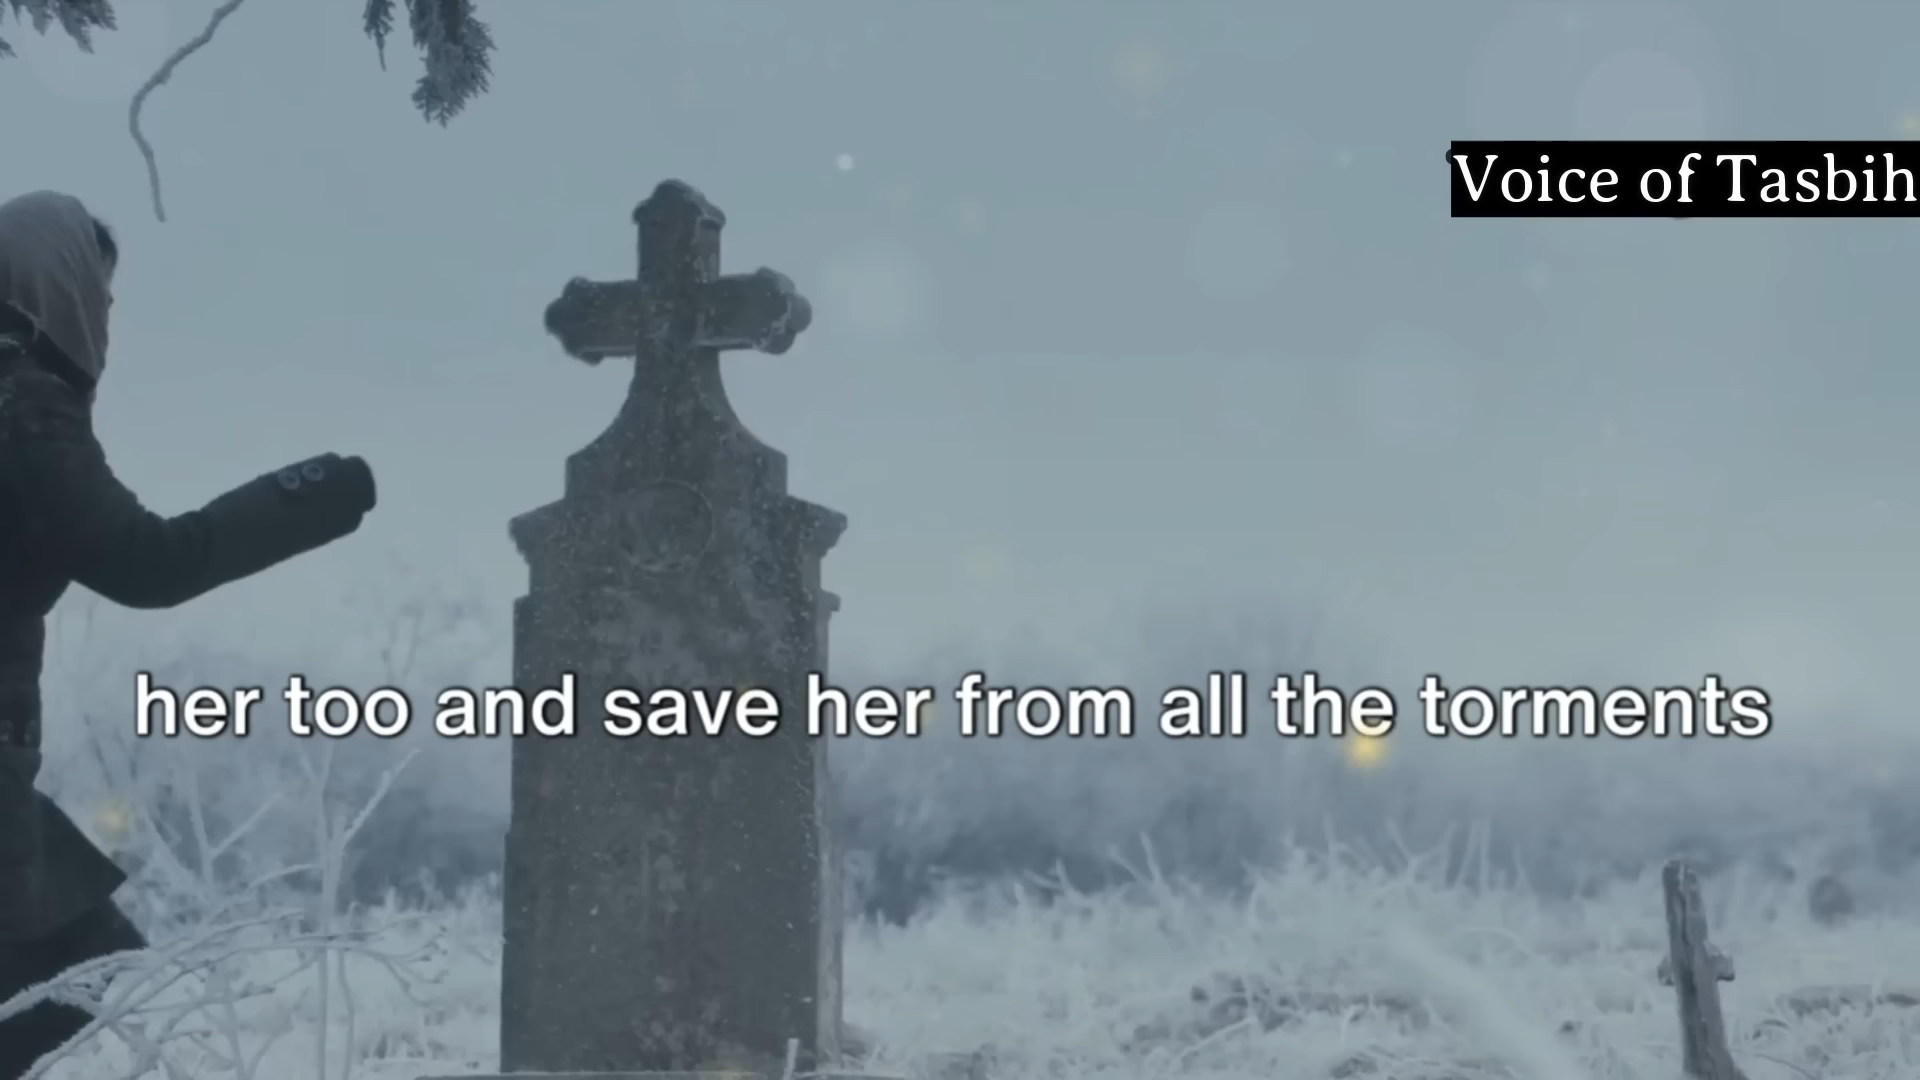 Voice of Tasbih
her too and save her from all the torments